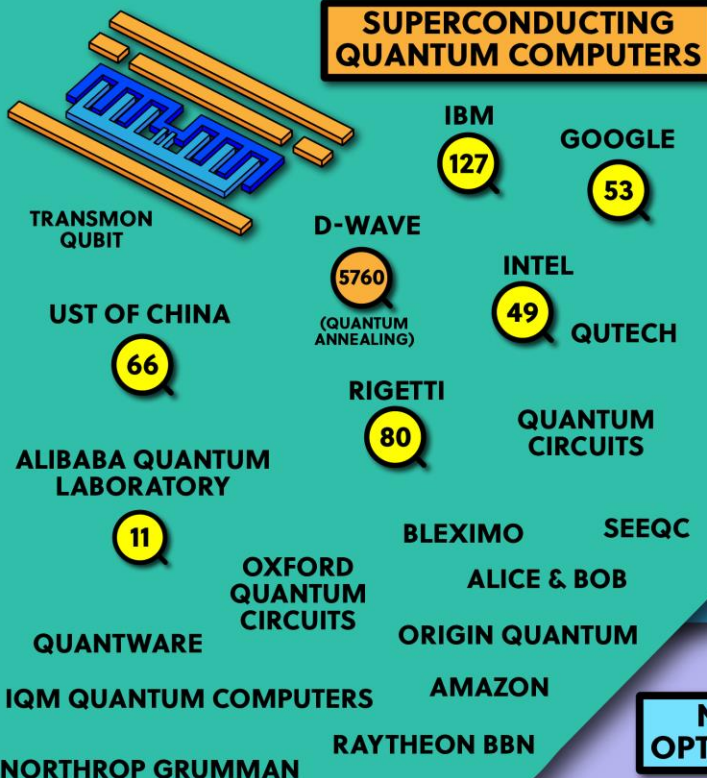 SUPERCONDUCTING
QUANTUM COMPUTERS
IBM
127
GOOGLE
53
TRANSMON
QUBIT
D-WAVE
5760
(QUANTUM
ANNEALING)
INTEL
49
QUTECH
UST OF CHINA
66
RIGETTI
80
QUANTUM
CIRCUITS
ALIBABA QUANTUM
LABORATORY
11
BLEXIMO
SEEQC
OXFORD
QUANTUM
CIRCUITS
ALICE & BOB
QUANTWARE
ORIGIN QUANTUM
IQM QUANTUM COMPUTERS
AMAZON
RAYTHEON BBN
NORTHROP GRUMMAN